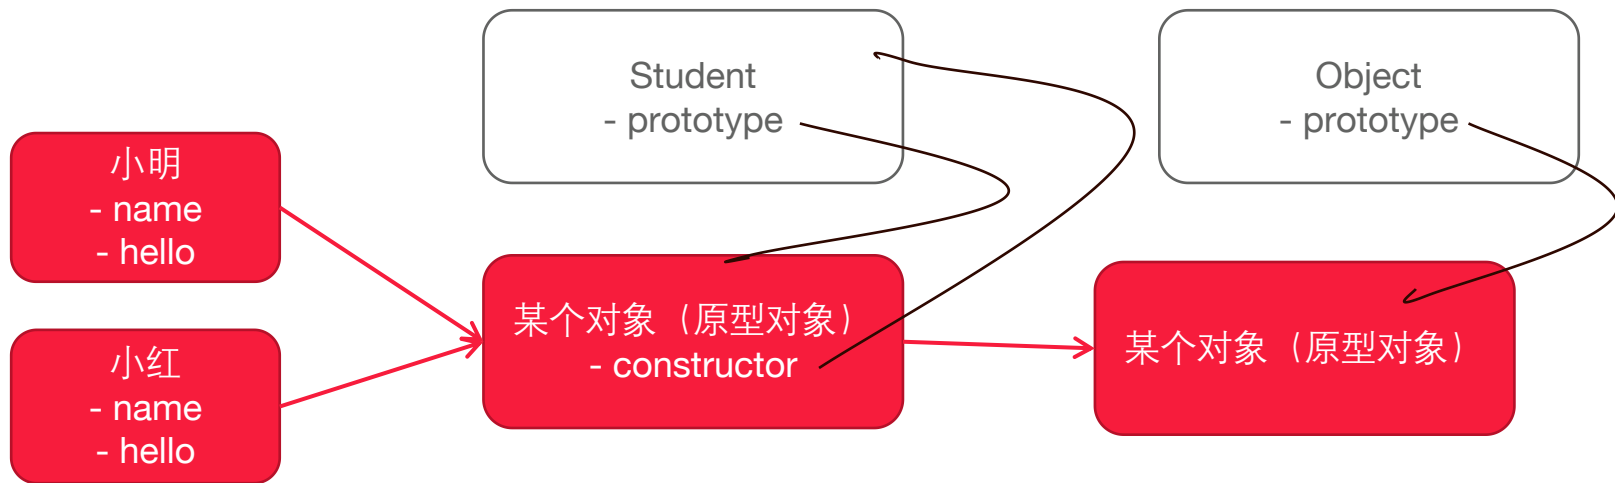 小明
- name
- hello
小红
- name
- hello
Student
- prototype
某个对象（原型对象）
- constructor
Object
- prototype
某个对象（原型对象）